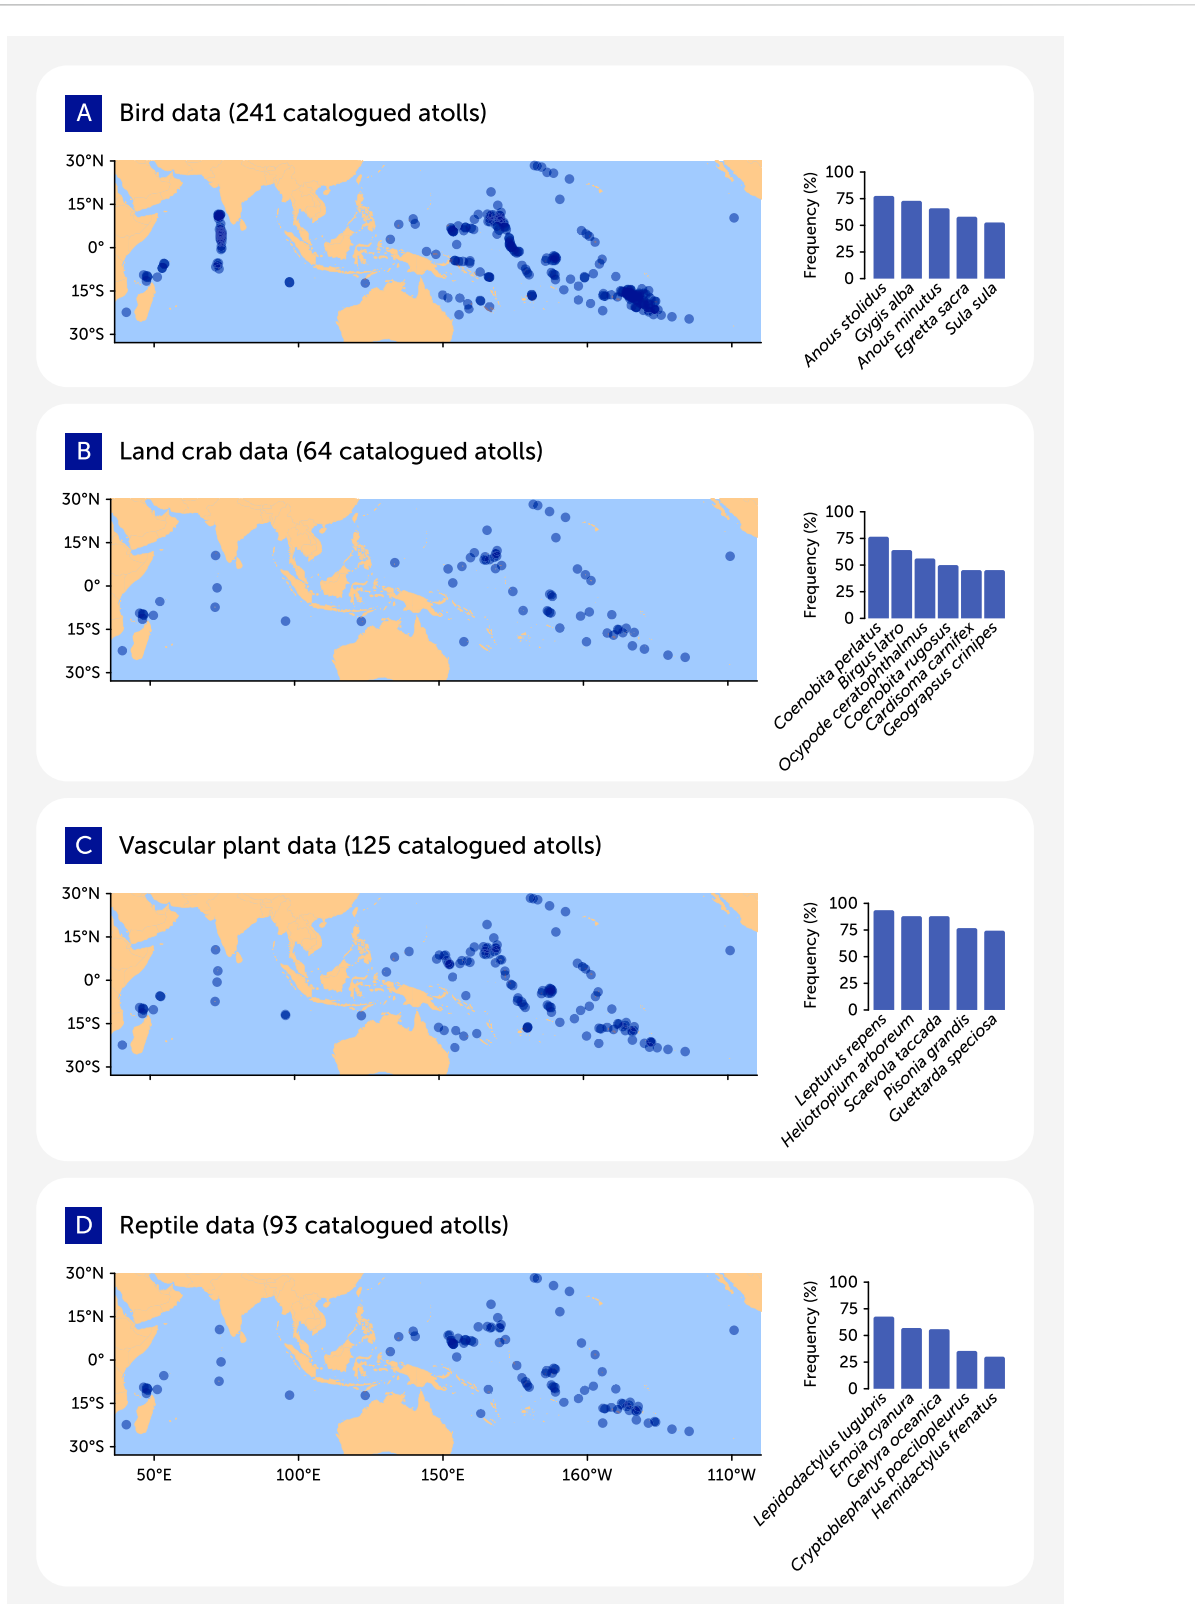 A Bird data (241 catalogued atolls)
30°N
15°N
0°
15°S
30°S
Frequency (%)
100
75
50
25
0
Anous stolidus
Gygis alba
Anous minutus
Egretta sacra
Sula sula
B Land crab data (64 catalogued atolls)
30°N
15°N
0°
15°S
30°S
Frequency (%)
100
75
50
25
0
Coenobita perlatus
Birgus latro
Ocypode ceratophthalmus
Coenobita rugosus
Cardisoma carnifex
Geograpsus crinipes
C Vascular plant data (125 catalogued atolls)
30°N
15°N
0°
15°S
30°S
Frequency (%)
100
75
50
25
0
Lepturus repens
Heliotropium arboreum
Scaevola taccada
Pisonia grandis
Guettarda speciosa
D Reptile data (93 catalogued atolls)
30°N
15°N
0°
15°S
30°S
50°E 100°E 150°E 160°W 110°W
Frequency (%)
100
75
50
25
0
Lepidodactylus lugubris
Emoia cyanura
Gehyra oceanica
Cryptoblepharus poecilopleurus
Hemidactylus frenatus